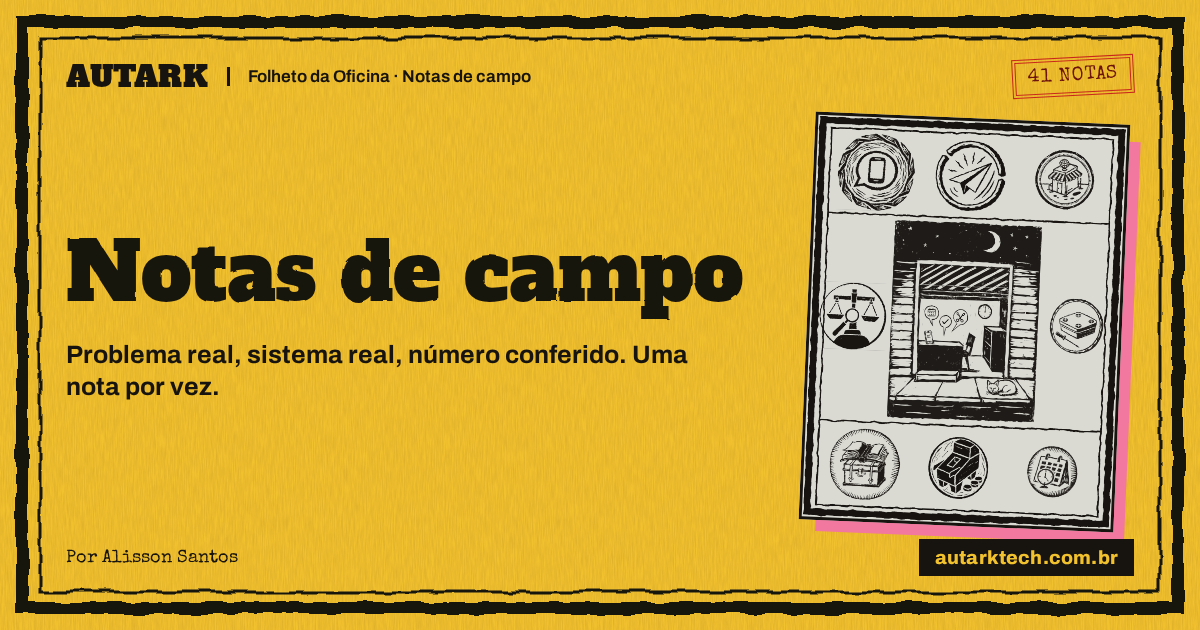 AUTARK
Folheto da Oficina · Notas de campo
41 NOTAS
Notas de campo
Problema real, sistema real, número conferido. Uma
nota por vez.
Por Alisson Santos
autarktech.com.br